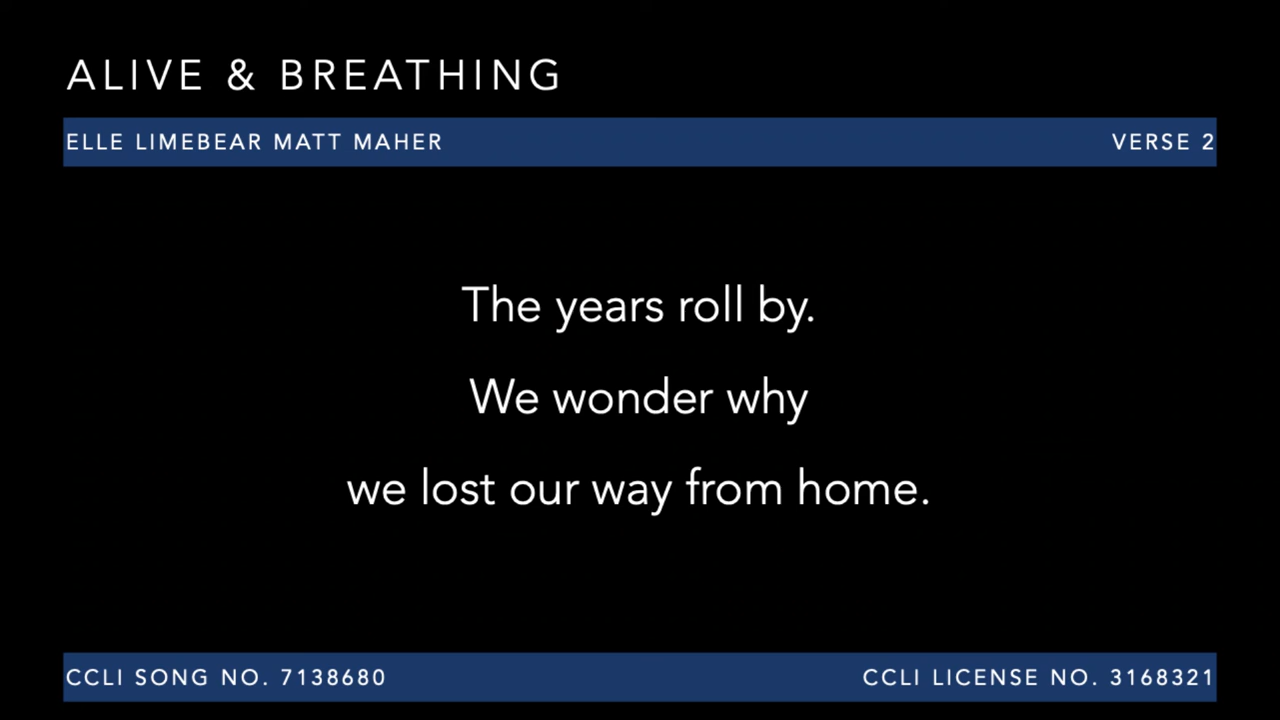 ALIVE & BREATHING
ELLE LIMEBEAR MATT MAHER VERSE 2
The years roll by.
We wonder why
we lost our way from home.
CCLI SONG NO. 7138680 CCLI LICENSE NO. 3168321